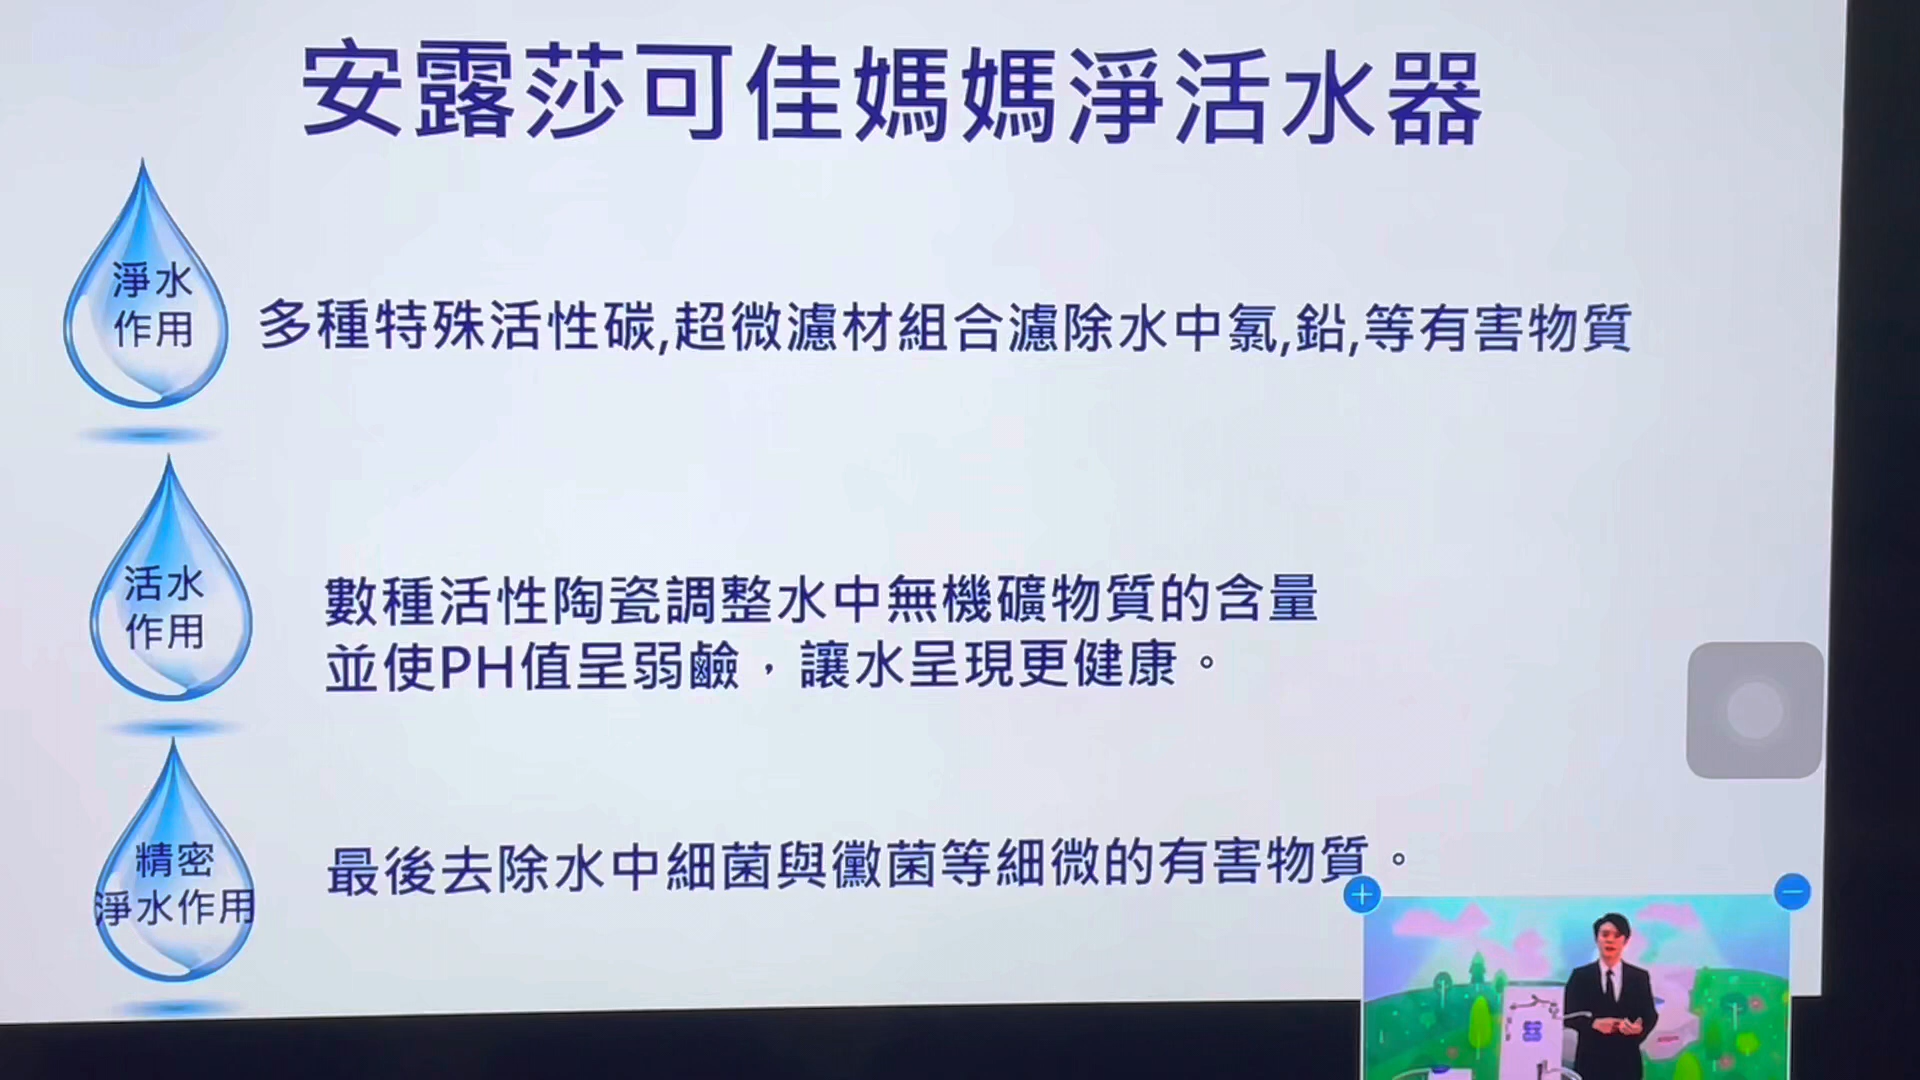 安露莎可佳媽媽淨活水器
淨水
作用
多種特殊活性碳,超微濾材組合濾除水中氯,鉛,等有害物質
活水
作用
數種活性陶瓷調整水中無機礦物質的含量
並使PH值呈弱鹼，讓水呈現更健康。
精密
淨水作用
最後去除水中細菌與黴菌等細微的有害物質。